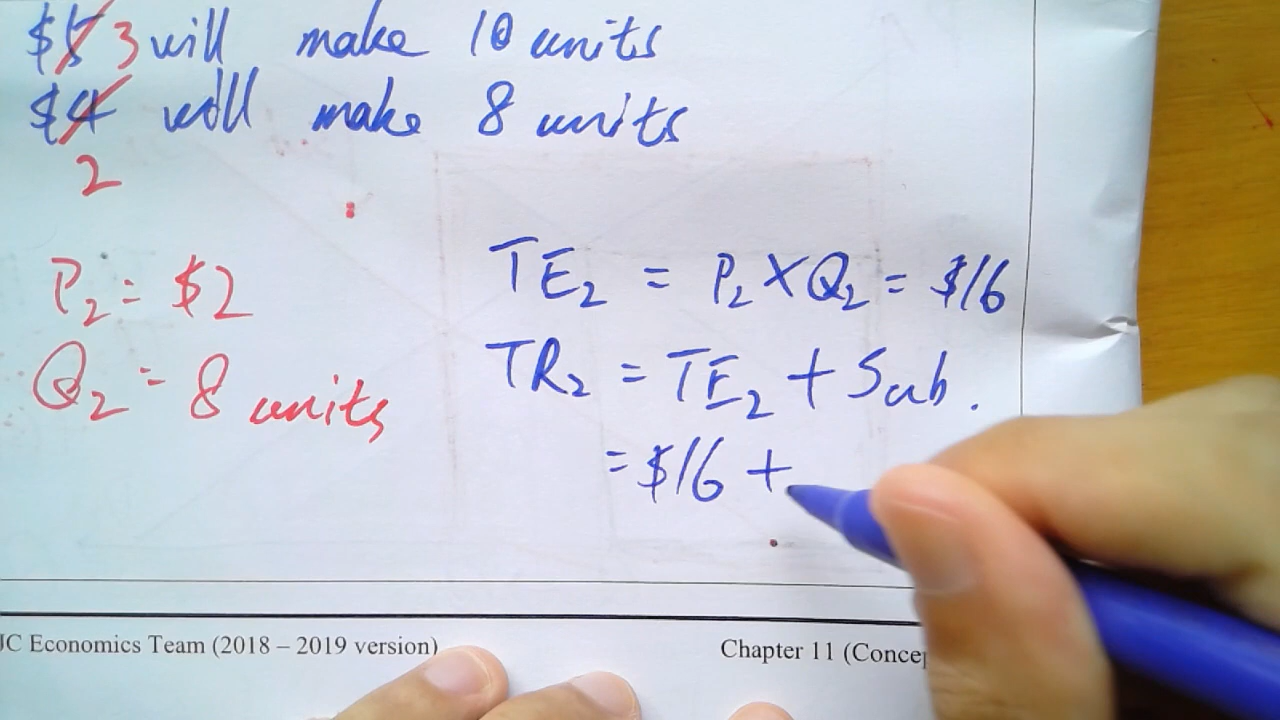 $5 3 will make 10 units
$4 will make 8 units
2
P2 = $2
Q2 = 8 units
TE2 = P2 × Q2 = $16
TR2 = TE2 + Sub.
= $16 +
JC Economics Team (2018 – 2019 version)
Chapter 11 (Concep